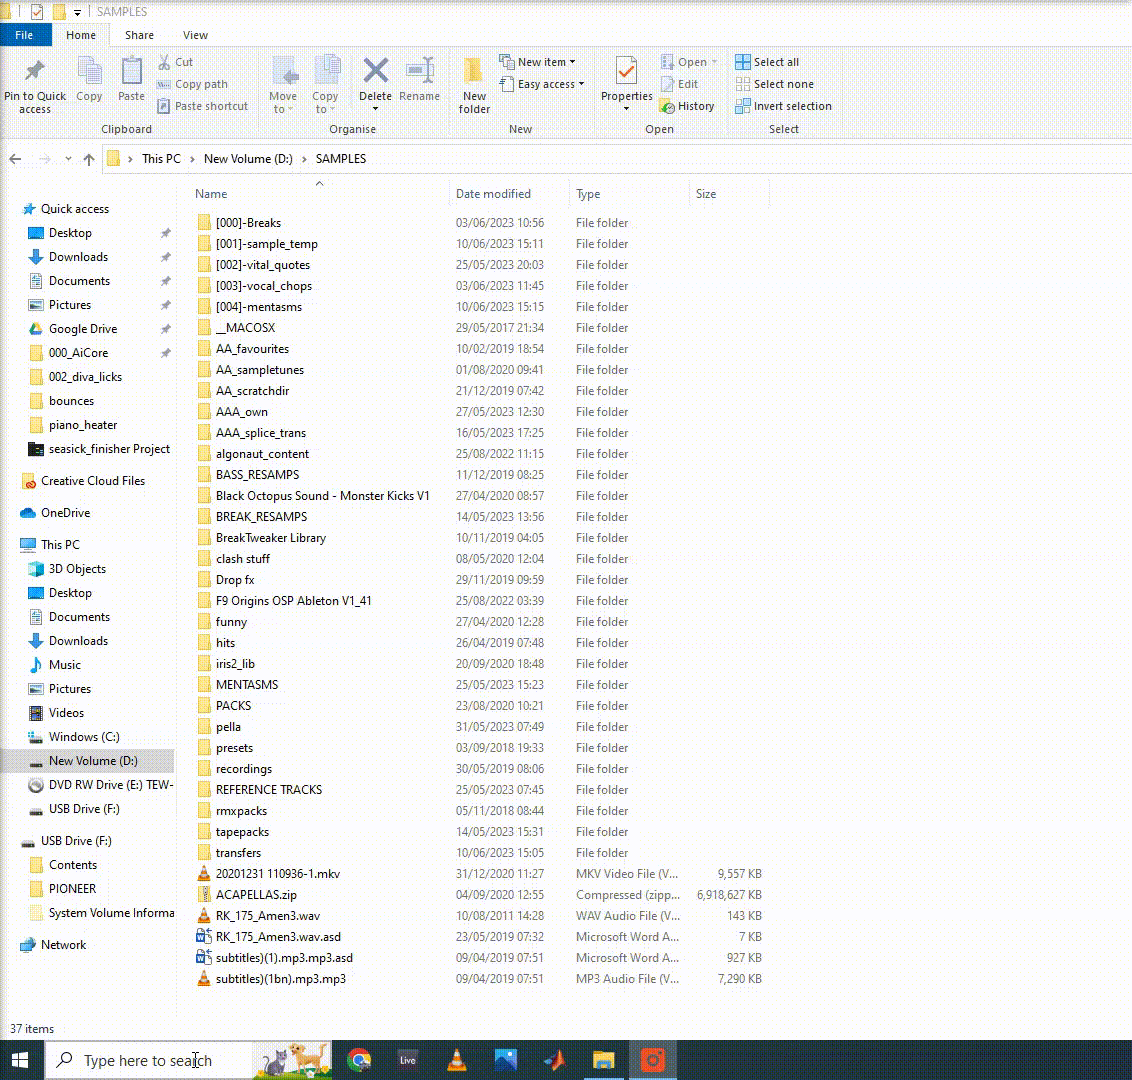 SAMPLES
File Home Share View
Pin to Quick access Copy Paste Cut Copy path Paste shortcut Move to Copy to Delete Rename New folder New item Easy access Properties Open Edit History Select all Select none Invert selection
Clipboard Organise New Open Select
This PC New Volume (D:) SAMPLES
Name Date modified Type Size
Quick access
Desktop
Downloads
Documents
Pictures
Google Drive
000_AiCore
002_diva_licks
bounces
piano_heater
seasick_finisher Project
Creative Cloud Files
OneDrive
This PC
3D Objects
Desktop
Documents
Downloads
Music
Pictures
Videos
Windows (C:)
New Volume (D:)
DVD RW Drive (E:) TEW-
USB Drive (F:)
USB Drive (F:)
Contents
PIONEER
System Volume Informa
Network
[000]-Breaks 03/06/2023 10:56 File folder
[001]-sample_temp 10/06/2023 15:11 File folder
[002]-vital_quotes 25/05/2023 20:03 File folder
[003]-vocal_chops 03/06/2023 11:45 File folder
[004]-mentasms 10/06/2023 15:15 File folder
__MACOSX 29/05/2017 21:34 File folder
AA_favourites 10/02/2019 18:54 File folder
AA_sampletunes 01/08/2020 09:41 File folder
AA_scratchdir 21/12/2019 07:42 File folder
AAA_own 27/05/2023 12:30 File folder
AAA_splice_trans 16/05/2023 17:25 File folder
algonaut_content 25/08/2022 11:15 File folder
BASS_RESAMPS 11/12/2019 08:25 File folder
Black Octopus Sound - Monster Kicks V1 27/04/2020 08:57 File folder
BREAK_RESAMPS 14/05/2023 13:56 File folder
BreakTweaker Library 10/11/2019 04:05 File folder
clash stuff 08/05/2020 12:04 File folder
Drop fx 29/11/2019 09:59 File folder
F9 Origins OSP Ableton V1_41 25/08/2022 03:39 File folder
funny 27/04/2020 12:28 File folder
hits 26/04/2019 07:48 File folder
iris2_lib 20/09/2020 18:48 File folder
MENTASMS 25/05/2023 15:23 File folder
PACKS 23/08/2020 10:21 File folder
pella 31/05/2023 07:49 File folder
presets 03/09/2018 19:33 File folder
recordings 30/05/2019 08:06 File folder
REFERENCE TRACKS 25/05/2023 07:45 File folder
rmxpacks 05/11/2018 08:44 File folder
tapepacks 14/05/2023 15:31 File folder
transfers 10/06/2023 15:05 File folder
20201231 110936-1.mkv 31/12/2020 11:27 MKV Video File (V... 9,557 KB
ACAPELLAS.zip 04/09/2020 12:55 Compressed (zipp... 6,918,627 KB
RK_175_Amen3.wav 10/08/2011 14:28 WAV Audio File (V... 143 KB
RK_175_Amen3.wav.asd 23/05/2019 07:32 Microsoft Word A... 7 KB
subtitles)(1).mp3.mp3.asd 09/04/2019 07:51 Microsoft Word A... 927 KB
subtitles)(1bn).mp3.mp3 09/04/2019 07:51 MP3 Audio File (V... 7,290 KB
37 items
Type here to search Live